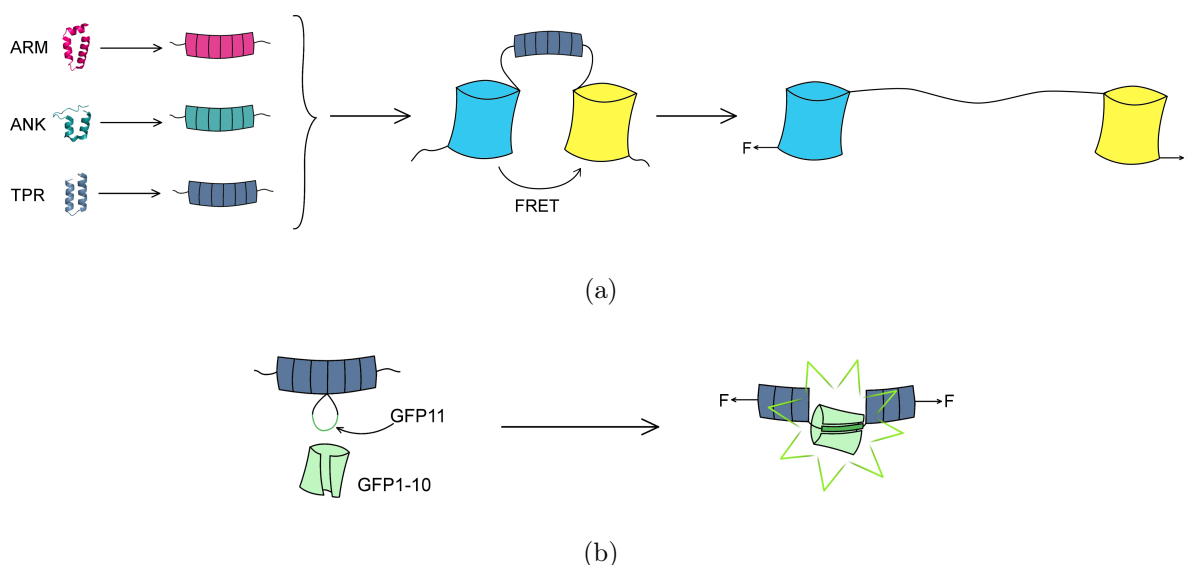 ARM
ANK
TPR
FRET
F
(a)
GFP11
GFP1-10
F
F
(b)